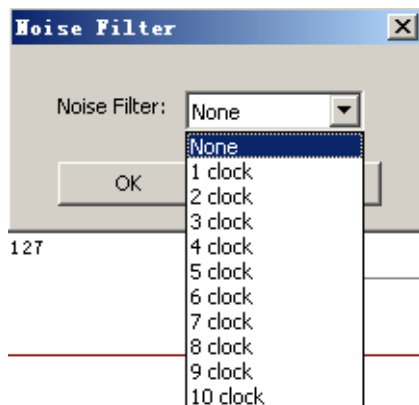 Noise Filter
Noise Filter: None
None
OK
1 clock
2 clock
3 clock
127
4 clock
5 clock
6 clock
7 clock
8 clock
9 clock
10 clock